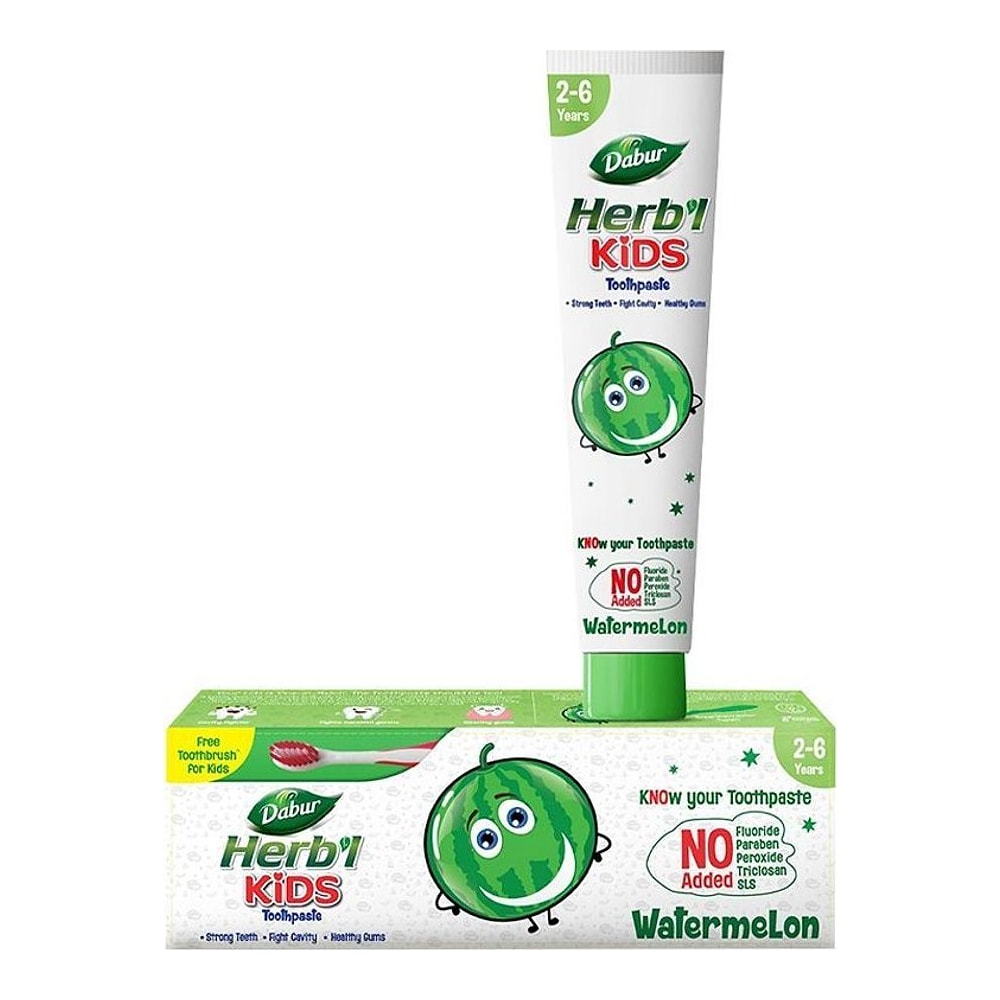 2-6
Years
Dabur
Herb'l
KiDS
Toothpaste
• Strong Teeth • Fight Cavity • Healthy Gums
KNOw your Toothpaste
NO
Added
Fluoride
Paraben
Peroxide
Triclosan
SLS
WatermeLon
Free
Toothbrush*
for Kids
2-6
Years
Dabur
Herb'l
KiDS
Toothpaste
• Strong Teeth • Fight Cavity • Healthy Gums
KNOw your Toothpaste
NO
Added
Fluoride
Paraben
Peroxide
Triclosan
SLS
WatermeLon